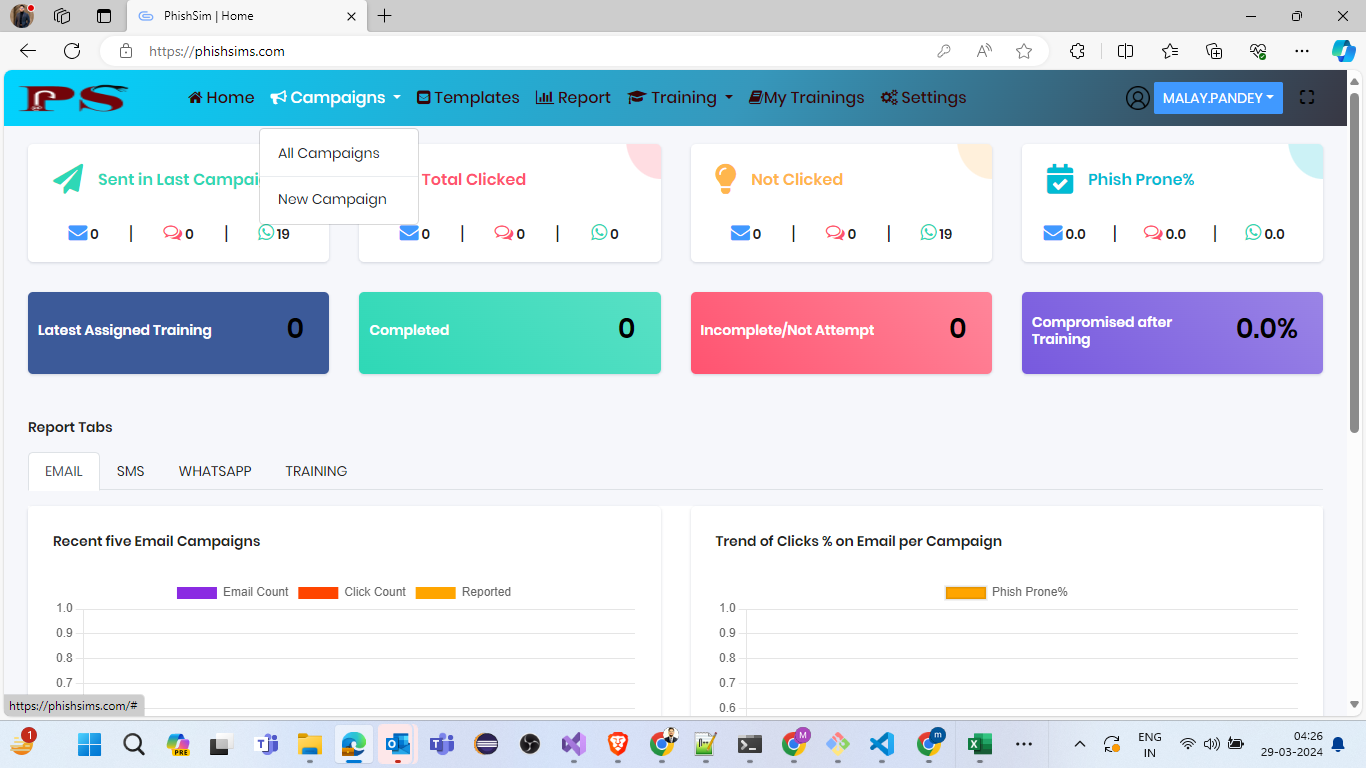 PhishSim | Home
https://phishsims.com
PS
Home
Campaigns
Templates
Report
Training
My Trainings
Settings
MALAY.PANDEY
All Campaigns
New Campaign
Sent in Last Campai
Total Clicked
Not Clicked
Phish Prone%
0 | 0 | 19
0 | 0 | 0
0 | 0 | 19
0.0 | 0.0 | 0.0
Latest Assigned Training 0
Completed 0
Incomplete/Not Attempt 0
Compromised after
Training
0.0%
Report Tabs
EMAIL
SMS
WHATSAPP
TRAINING
Recent five Email Campaigns
Email Count
Click Count
Reported
1.0
0.9
0.8
0.7
Trend of Clicks % on Email per Campaign
Phish Prone%
1.0
0.9
0.8
0.7
0.6
https://phishsims.com/#
1
PRE
M
m
ENG
IN
04:26
29-03-2024